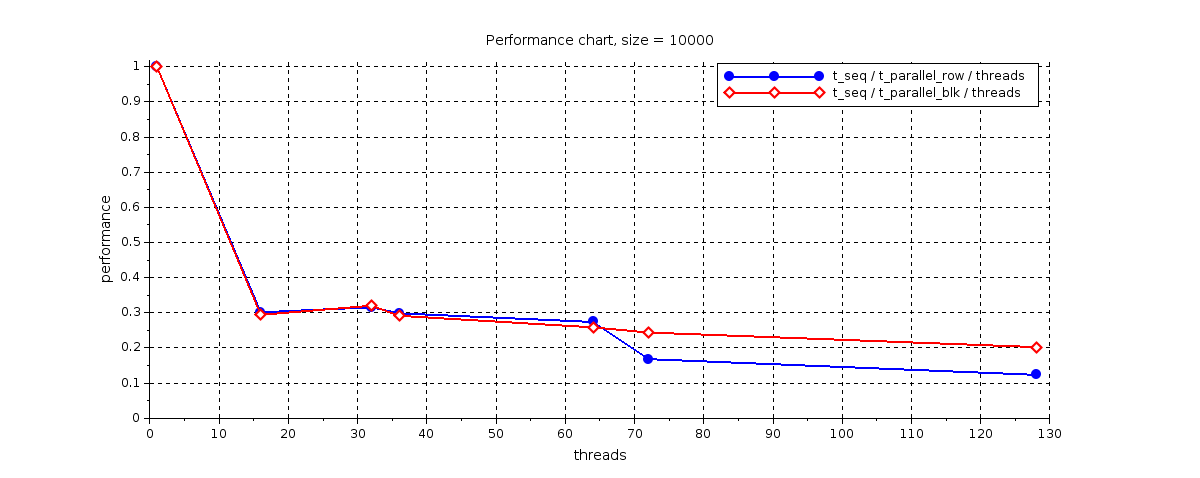 Performance chart, size = 10000
t_seq / t_parallel_row / threads
t_seq / t_parallel_blk / threads
performance
1
0.9
0.8
0.7
0.6
0.5
0.4
0.3
0.2
0.1
0
0 10 20 30 40 50 60 70 80 90 100 110 120 130
threads